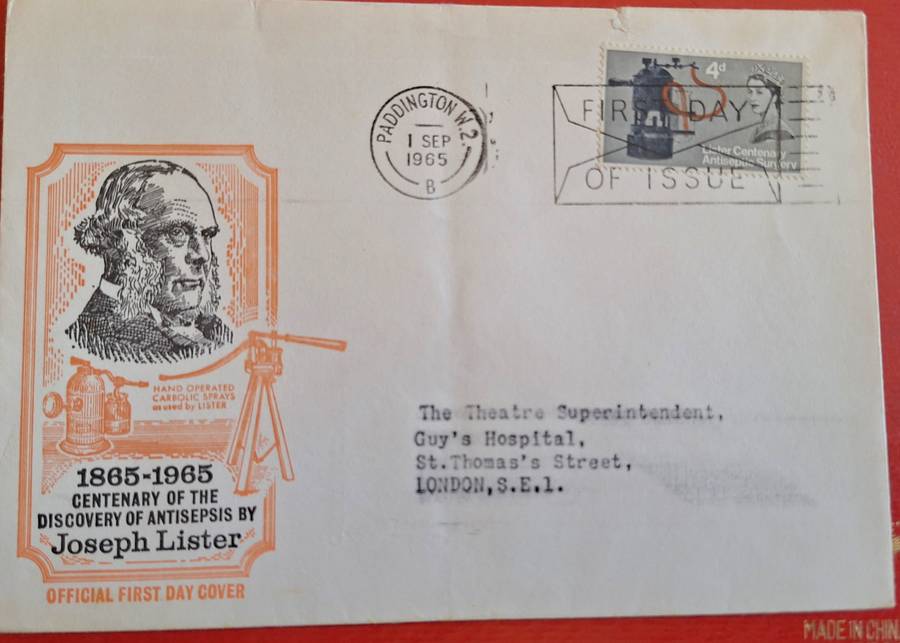 PADDINGTON W.2.
1 SEP
1965
B
4d
FIRST DAY
OF ISSUE
Lister Centenary
Antiseptic Surgery
HAND OPERATED
CARBOLIC SPRAYS
as used by LISTER
1865-1965
CENTENARY OF THE
DISCOVERY OF ANTISEPSIS BY
Joseph Lister
OFFICIAL FIRST DAY COVER
The Theatre Superintendent,
Guy's Hospital,
St.Thomas's Street,
LONDON,S.E.1.
MADE IN CHIN